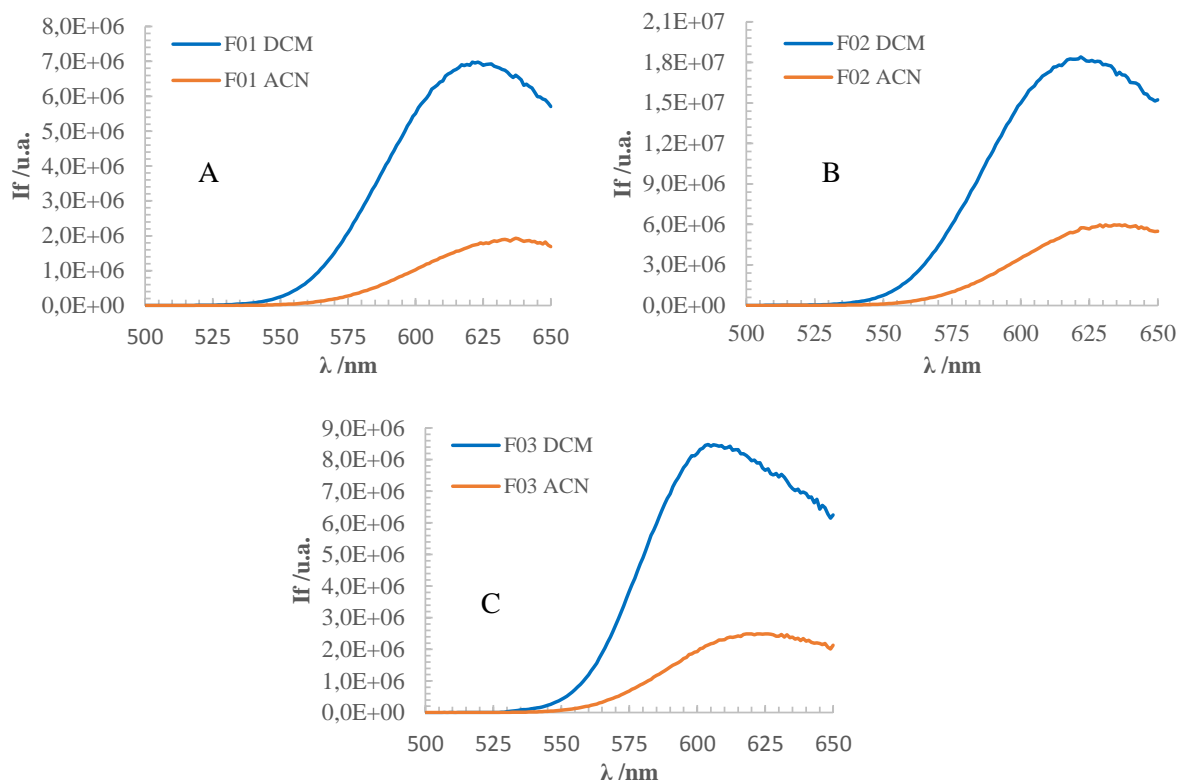 8,0E+06
7,0E+06
6,0E+06
5,0E+06
4,0E+06
3,0E+06
2,0E+06
1,0E+06
0,0E+00
If /u.a.
F01 DCM
F01 ACN
A
500 525 550 575 600 625 650
λ /nm
2,1E+07
1,8E+07
1,5E+07
1,2E+07
9,0E+06
6,0E+06
3,0E+06
0,0E+00
If /u.a.
F02 DCM
F02 ACN
B
500 525 550 575 600 625 650
λ /nm
9,0E+06
8,0E+06
7,0E+06
6,0E+06
5,0E+06
4,0E+06
3,0E+06
2,0E+06
1,0E+06
0,0E+00
If /u.a.
F03 DCM
F03 ACN
C
500 525 550 575 600 625 650
λ /nm